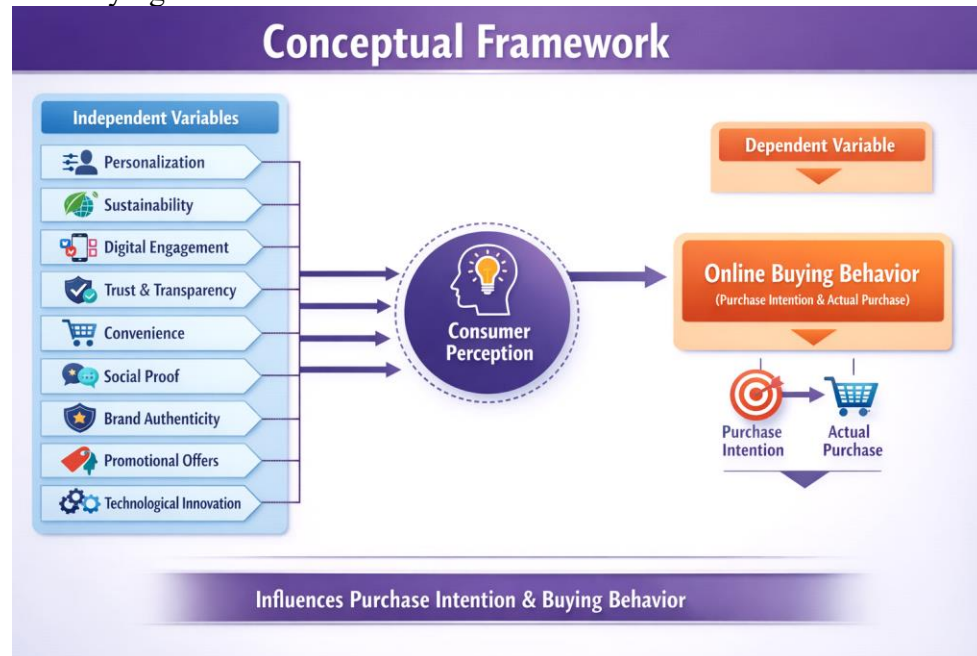 Conceptual Framework
Independent Variables
Personalization
Sustainability
Digital Engagement
Trust & Transparency
Convenience
Social Proof
Brand Authenticity
Promotional Offers
Technological Innovation
Consumer
Perception
Dependent Variable
Online Buying Behavior
(Purchase Intention & Actual Purchase)
Purchase
Intention
Actual
Purchase
Influences Purchase Intention & Buying Behavior